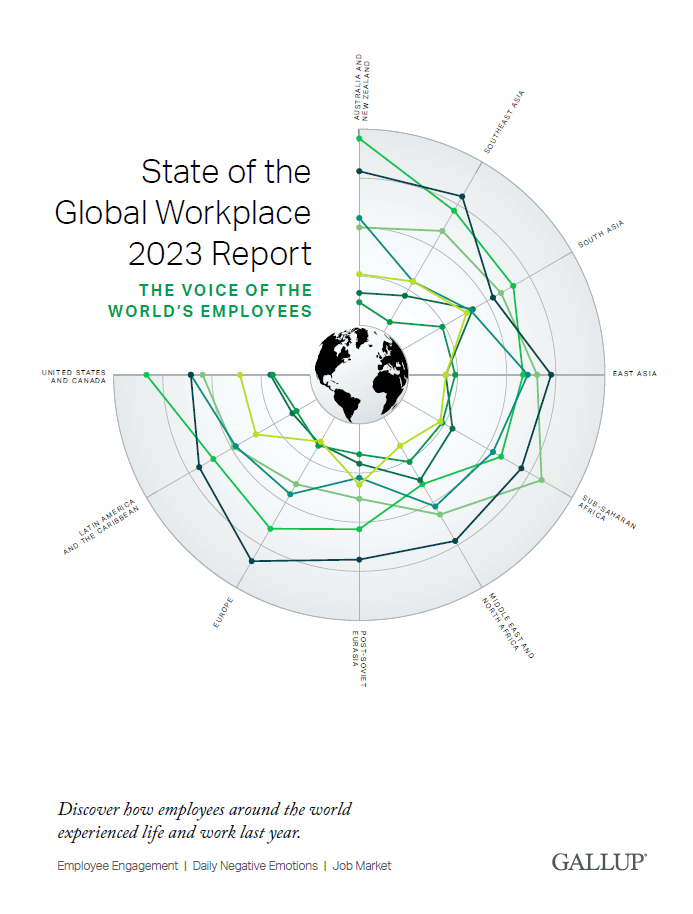 AUSTRALIA AND
NEW ZEALAND
SOUTHEAST ASIA
State of the
Global Workplace
2023 Report
THE VOICE OF THE
WORLD'S EMPLOYEES
SOUTH ASIA
UNITED STATES
AND CANADA
EAST ASIA
LATIN AMERICA
AND THE CARIBBEAN
SUB-SAHARAN
AFRICA
EUROPE
POST-SOVIET
EURASIA
MIDDLE EAST AND
NORTH AFRICA
Discover how employees around the world
experienced life and work last year.
Employee Engagement | Daily Negative Emotions | Job Market
GALLUP®